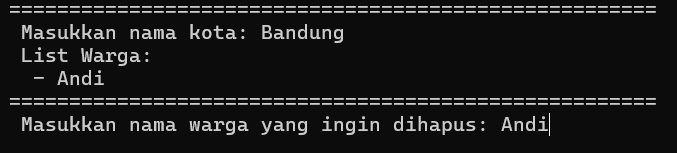 ======================================================
Masukkan nama kota: Bandung
List Warga:
- Andi
======================================================
Masukkan nama warga yang ingin dihapus: Andi